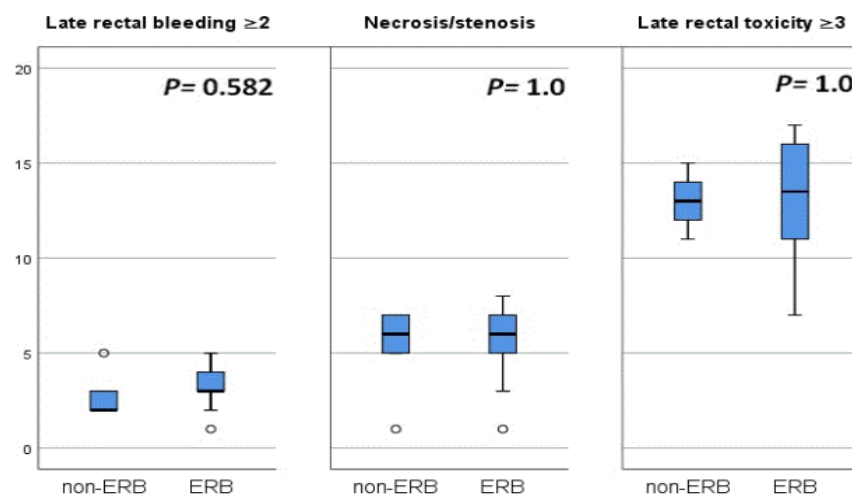 Late rectal bleeding ≥2
Necrosis/stenosis
Late rectal toxicity ≥3
P= 0.582
P= 1.0
P= 1.0
20
15
10
5
0
non-ERB ERB
non-ERB ERB
non-ERB ERB